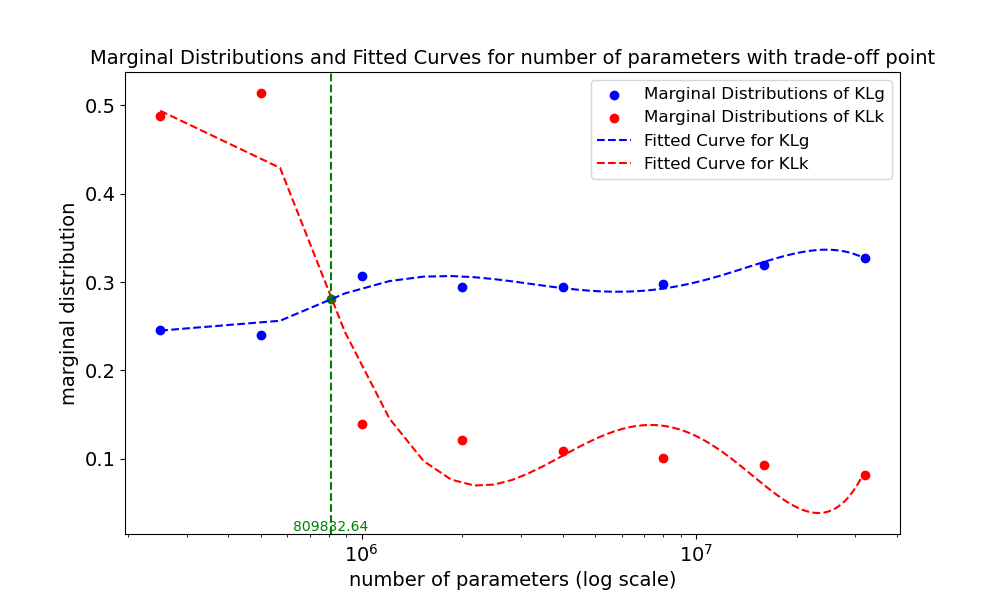 Marginal Distributions and Fitted Curves for number of parameters with trade-off point
Marginal Distributions of KLg
Marginal Distributions of KLk
Fitted Curve for KLg
Fitted Curve for KLk
0.5
0.4
0.3
0.2
0.1
marginal distribution
809832.64
10⁶
10⁷
number of parameters (log scale)